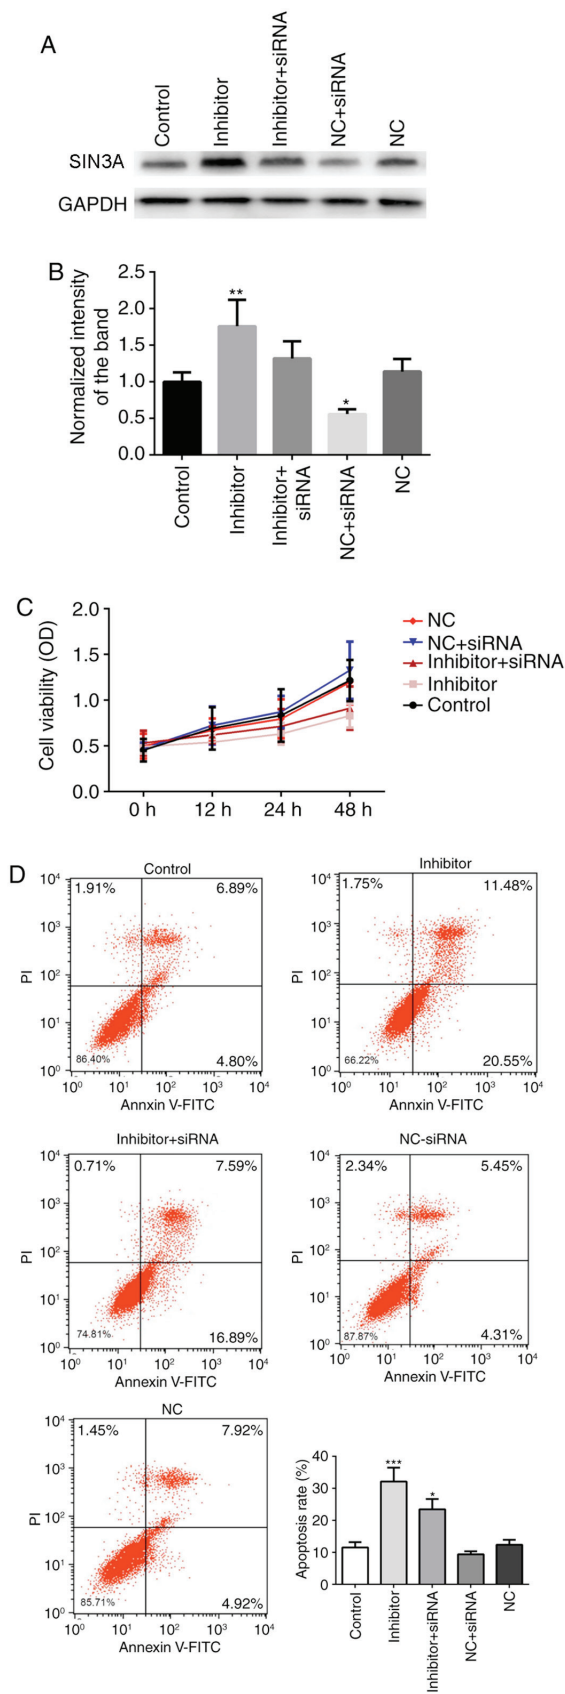 A
Control
Inhibitor
Inhibitor+siRNA
NC+siRNA
NC
SIN3A
GAPDH
B
Normalized intensity
of the band
2.5
2.0
1.5
1.0
0.5
0.0
**
*
Control
Inhibitor
Inhibitor+
siRNA
NC+siRNA
NC
C
Cell viability (OD)
2.0
1.5
1.0
0.5
0.0
0 h
12 h
24 h
48 h
NC
NC+siRNA
Inhibitor+siRNA
Inhibitor
Control
D
Control
1.91%
6.89%
86.40%
4.80%
PI
10⁴
10³
10²
10¹
10⁰
10⁰ 10¹ 10² 10³ 10⁴
Annxin V-FITC
Inhibitor
1.75%
11.48%
66.22%
20.55%
PI
10⁴
10³
10²
10¹
10⁰
10⁰ 10¹ 10² 10³ 10⁴
Annexin V-FITC
Inhibitor+siRNA
0.71%
7.59%
74.81%
16.89%
PI
10⁴
10³
10²
10¹
10⁰
10⁰ 10¹ 10² 10³ 10⁴
Annexin V-FITC
NC-siRNA
2.34%
5.45%
87.87%
4.31%
PI
10⁴
10³
10²
10¹
10⁰
10⁰ 10¹ 10² 10³ 10⁴
Annexin V-FITC
NC
1.45%
7.92%
85.71%
4.92%
PI
10⁴
10³
10²
10¹
10⁰
10⁰ 10¹ 10² 10³ 10⁴
Annexin V-FITC
Apoptosis rate (%)
40
30
20
10
0
***
*
Control
Inhibitor
Inhibitor+siRNA
NC+siRNA
NC